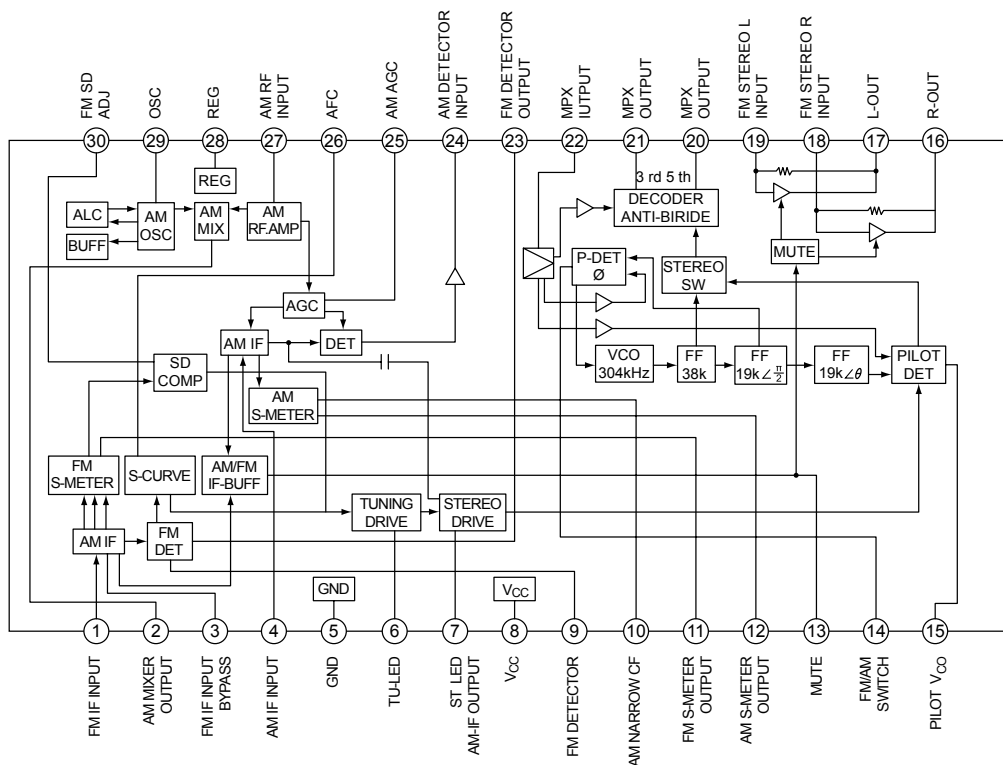 FM SD
ADJ
OSC
REG
AM RF
INPUT
AFC
AM AGC
AM DETECTOR
INPUT
FM DETECTOR
OUTPUT
MPX
IUTPUT
MPX
OUTPUT
MPX
OUTPUT
FM STEREO L
INPUT
FM STEREO R
INPUT
L-OUT
R-OUT
30
29
28
27
26
25
24
23
22
21
20
19
18
17
16
REG
3 rd 5 th
ALC
BUFF
AM
OSC
AM
MIX
AM
RF.AMP
DECODER
ANTI-BIRIDE
P-DET
Ø
STEREO
SW
MUTE
AGC
AM IF
DET
SD
COMP
AM
S-METER
VCO
304kHz
FF
38k
FF
19k∠π/2
FF
19k∠θ
PILOT
DET
FM
S-METER
S-CURVE
AM/FM
IF-BUFF
TUNING
DRIVE
STEREO
DRIVE
AM IF
FM
DET
GND
VCC
1
2
3
4
5
6
7
8
9
10
11
12
13
14
15
FM IF INPUT
AM MIXER
OUTPUT
FM IF INPUT
BYPASS
AM IF INPUT
GND
TU-LED
ST LED
AM-IF OUTPUT
VCC
FM DETECTOR
AM NARROW CF
FM S-METER
OUTPUT
AM S-METER
OUTPUT
MUTE
FM/AM
SWITCH
PILOT VCO